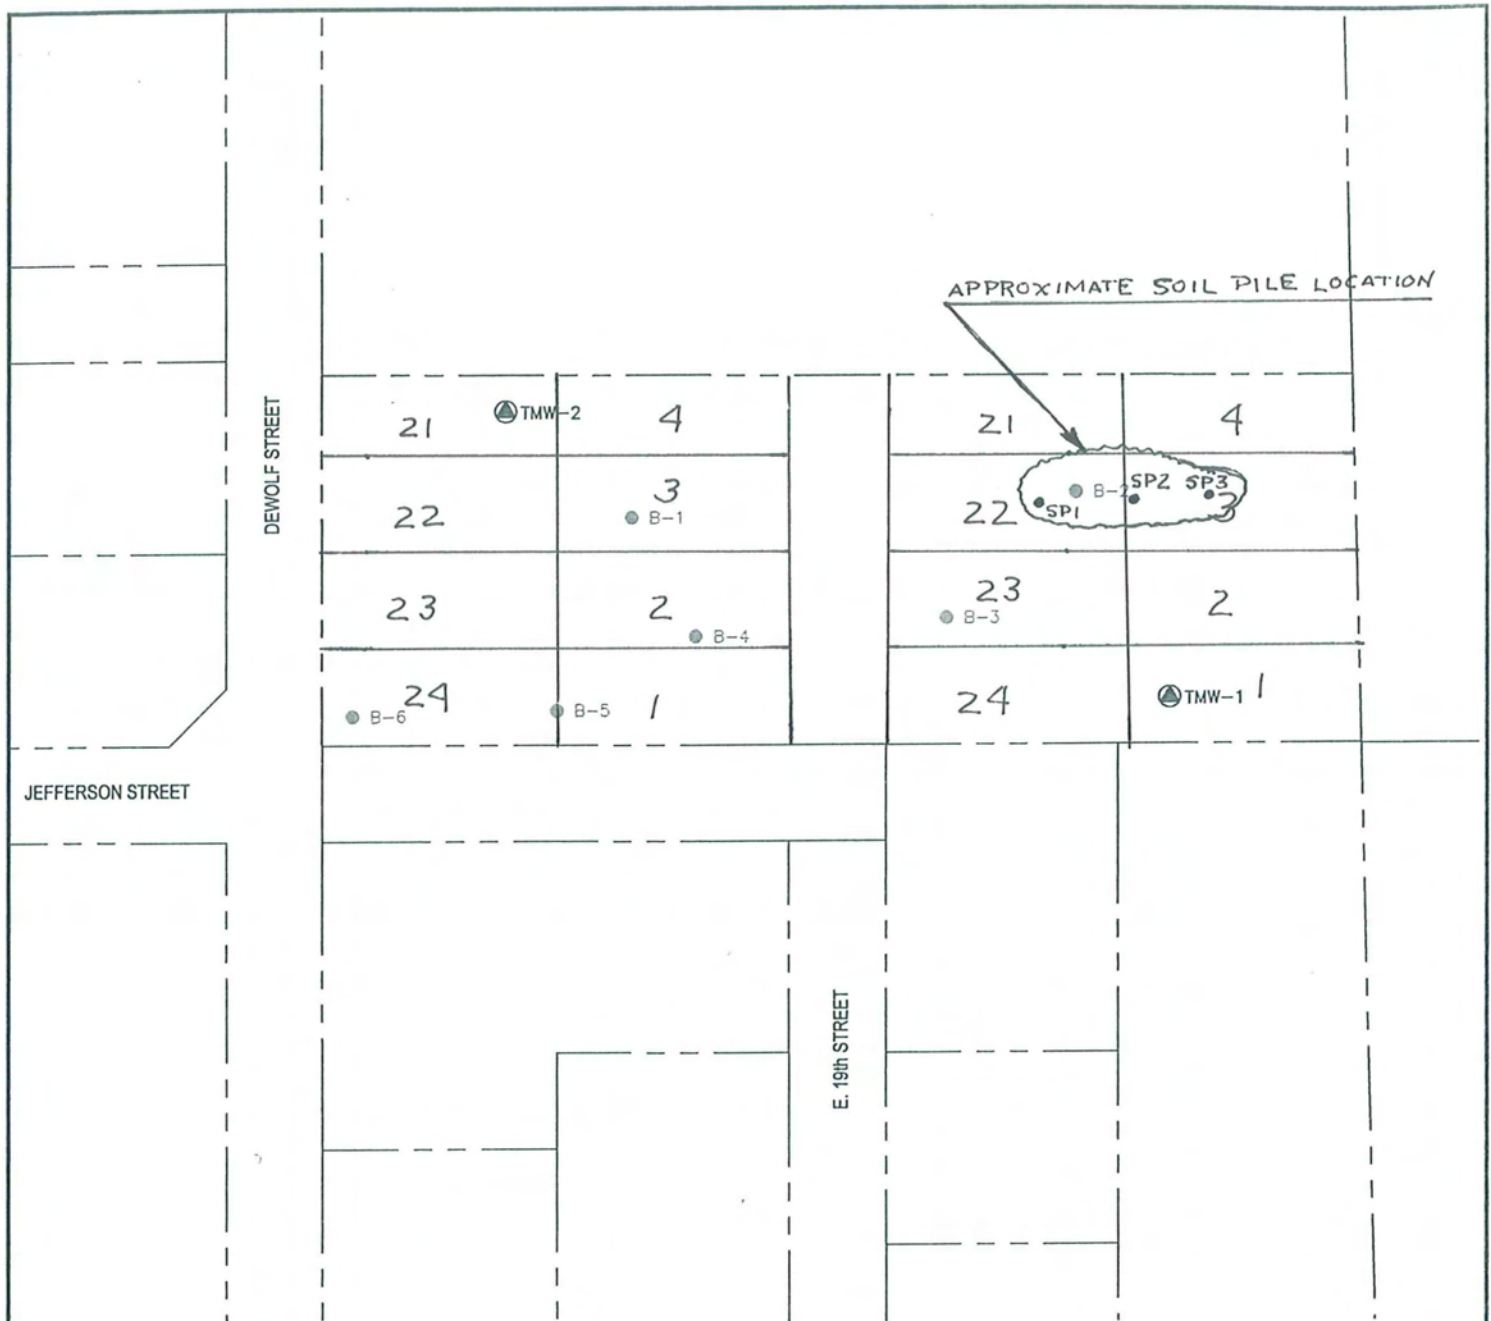 APPROXIMATE SOIL PILE LOCATION
DEWOLF STREET
21
TMW-2
4
21
4
22
3
B-1
22
SP1
B-2
SP2
SP3
3
23
2
B-4
23
B-3
2
24
B-6
B-5
1
24
TMW-1
1
JEFFERSON STREET
E. 19th STREET